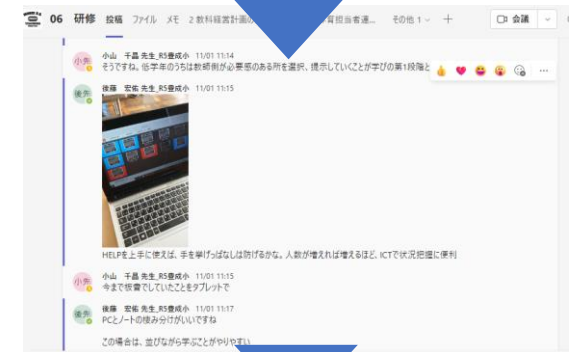 06 研修 投稿 ファイル メモ 2 教科経営計画の 育担当者連... その他 1 会議
小山 千晶 先生_R5豊成小 11/01 11:14
そうですね。低学年のうちは教師側が必要感のある所を選択、提示していくことが学びの第1段階と
後藤 宏佑 先生_R5豊成小 11/01 11:15
HELPを上手に使えば、手を挙げっぱなしは防げるかな。人数が増えれば増えるほど、ICTで状況把握に便利
小山 千晶 先生_R5豊成小 11/01 11:15
今まで板書でしていたことをタブレットで
後藤 宏佑 先生_R5豊成小 11/01 11:17
PCとノートの棲み分けがいいですね
この場合は、並びながら学ぶことがやりやすい